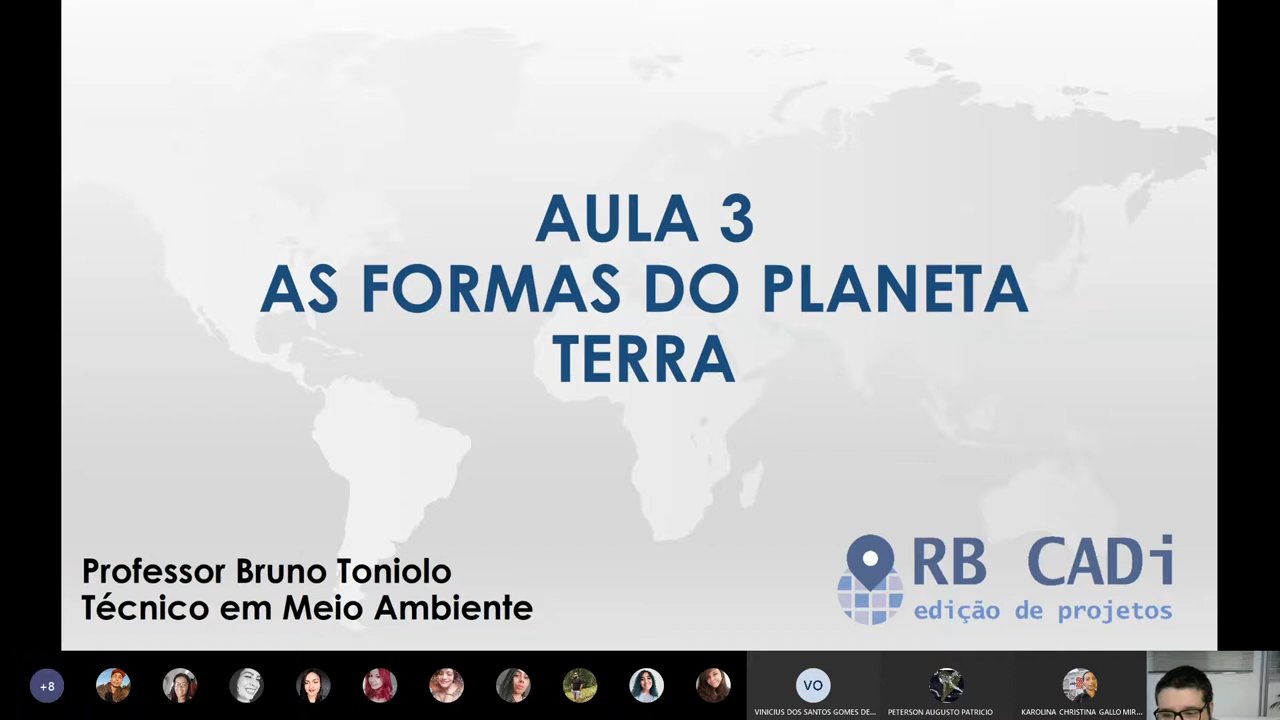 AULA 3
AS FORMAS DO PLANETA
TERRA
Professor Bruno Toniolo
Técnico em Meio Ambiente
RB CADi
edição de projetos
+8
VO
VINICIUS DOS SANTOS GOMES DE...
PETERSON AUGUSTO PATRICIO
KAROLINA CHRISTINA GALLO MIR...